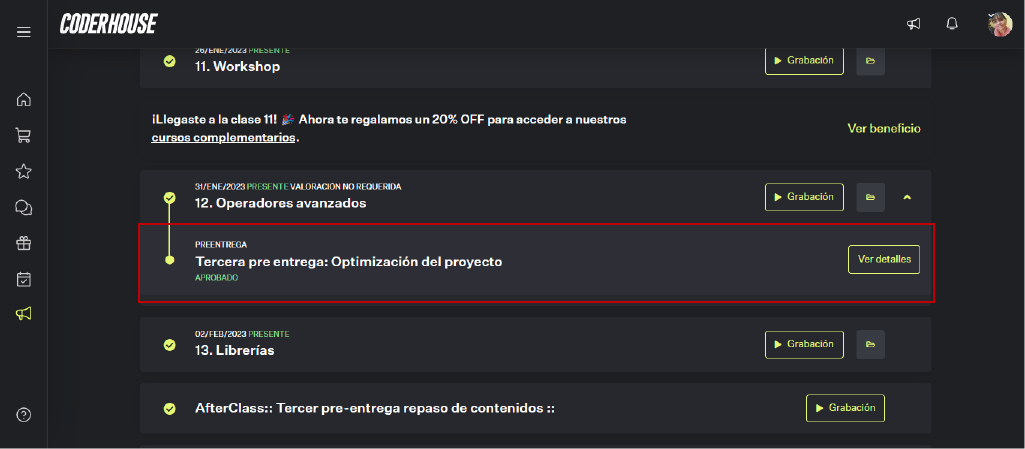 CODERHOUSE
26/ENE/2023 PRESENTE
11. Workshop
Grabación
¡Llegaste a la clase 11! 🎉 Ahora te regalamos un 20% OFF para acceder a nuestros
cursos complementarios.
Ver beneficio
31/ENE/2023 PRESENTE VALORACIÓN NO REQUERIDA
12. Operadores avanzados
Grabación
PREENTREGA
Tercera pre entrega: Optimización del proyecto
APROBADO
Ver detalles
02/FEB/2023 PRESENTE
13. Librerías
Grabación
AfterClass:: Tercer pre-entrega repaso de contenidos ::
Grabación